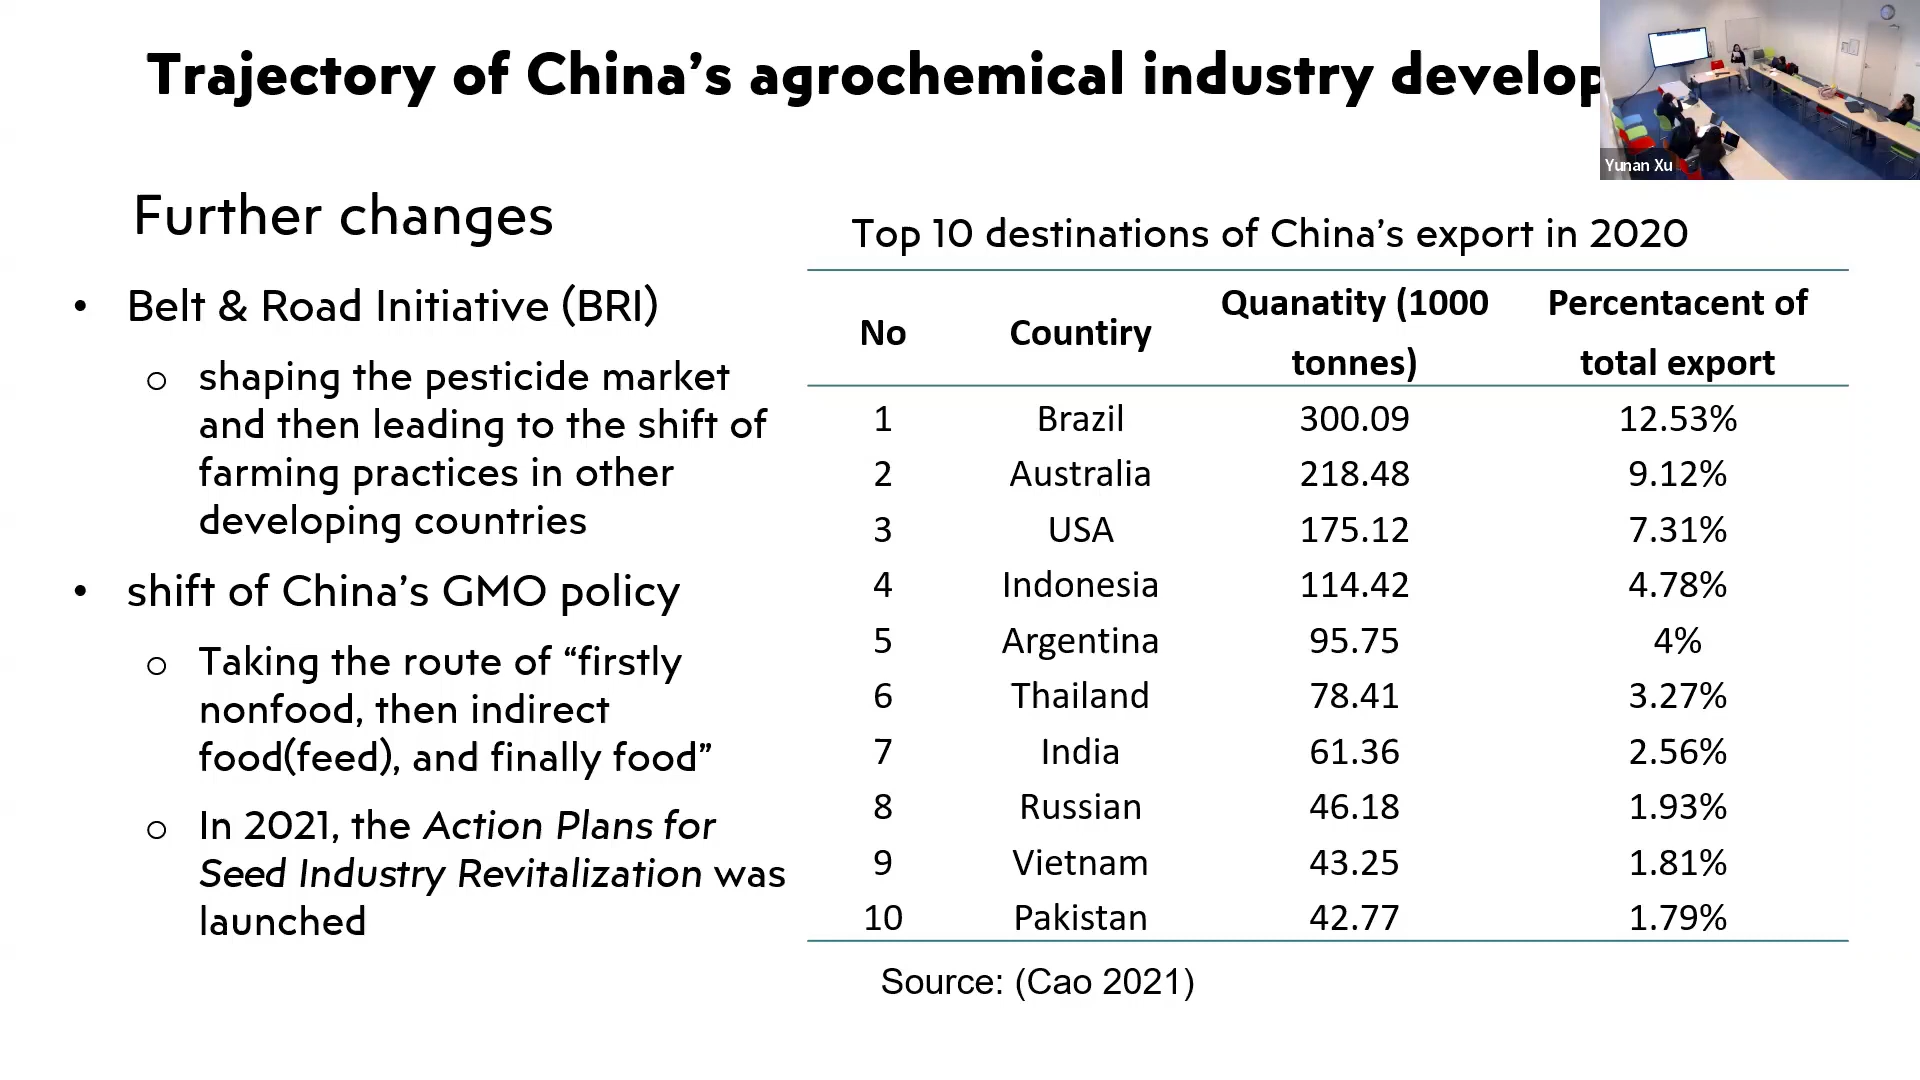 Trajectory of China’s agrochemical industry develop
Yunan Xu
Further changes
• Belt & Road Initiative (BRI)
o shaping the pesticide market
and then leading to the shift of
farming practices in other
developing countries
• shift of China’s GMO policy
o Taking the route of “firstly
nonfood, then indirect
food(feed), and finally food”
o In 2021, the Action Plans for
Seed Industry Revitalization was
launched
Top 10 destinations of China’s export in 2020
No Countiry Quanatity (1000 tonnes) Percentacent of total export
1 Brazil 300.09 12.53%
2 Australia 218.48 9.12%
3 USA 175.12 7.31%
4 Indonesia 114.42 4.78%
5 Argentina 95.75 4%
6 Thailand 78.41 3.27%
7 India 61.36 2.56%
8 Russian 46.18 1.93%
9 Vietnam 43.25 1.81%
10 Pakistan 42.77 1.79%
Source: (Cao 2021)